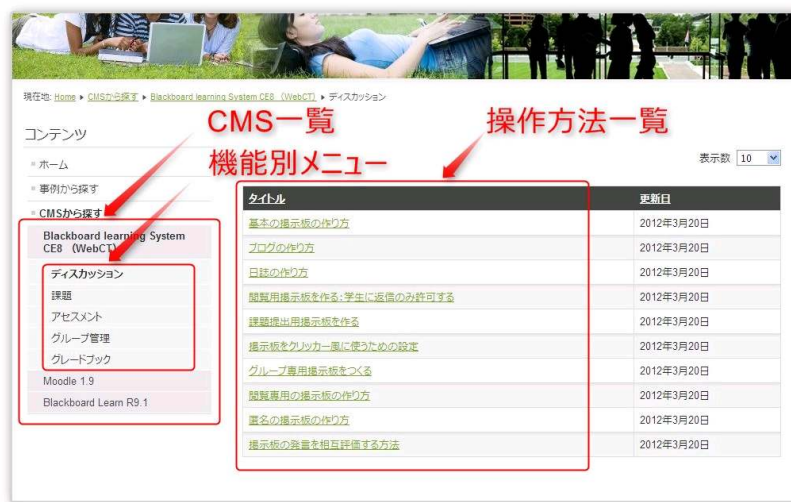 現在地: Home ▸ CMSから探す ▸ Blackboard learning System CE8 (WebCT) ▸ ディスカッション
CMS一覧
操作方法一覧
機能別メニュー
コンテンツ
ホーム
事例から探す
CMSから探す
Blackboard learning System
CE8 (WebCT)
ディスカッション
課題
アセスメント
グループ管理
グレードブック
Moodle 1.9
Blackboard Learn R9.1
表示数 10
タイトル 更新日
基本の掲示板の作り方 2012年3月20日
ブログの作り方 2012年3月20日
日誌の作り方 2012年3月20日
閲覧用掲示板を作る:学生に返信のみ許可する 2012年3月20日
課題提出用掲示板を作る 2012年3月20日
掲示板をクリッカー風に使うための設定 2012年3月20日
グループ専用掲示板をつくる 2012年3月20日
閲覧専用の掲示板の作り方 2012年3月20日
匿名の掲示板の作り方 2012年3月20日
掲示板の発言を相互評価する方法 2012年3月20日